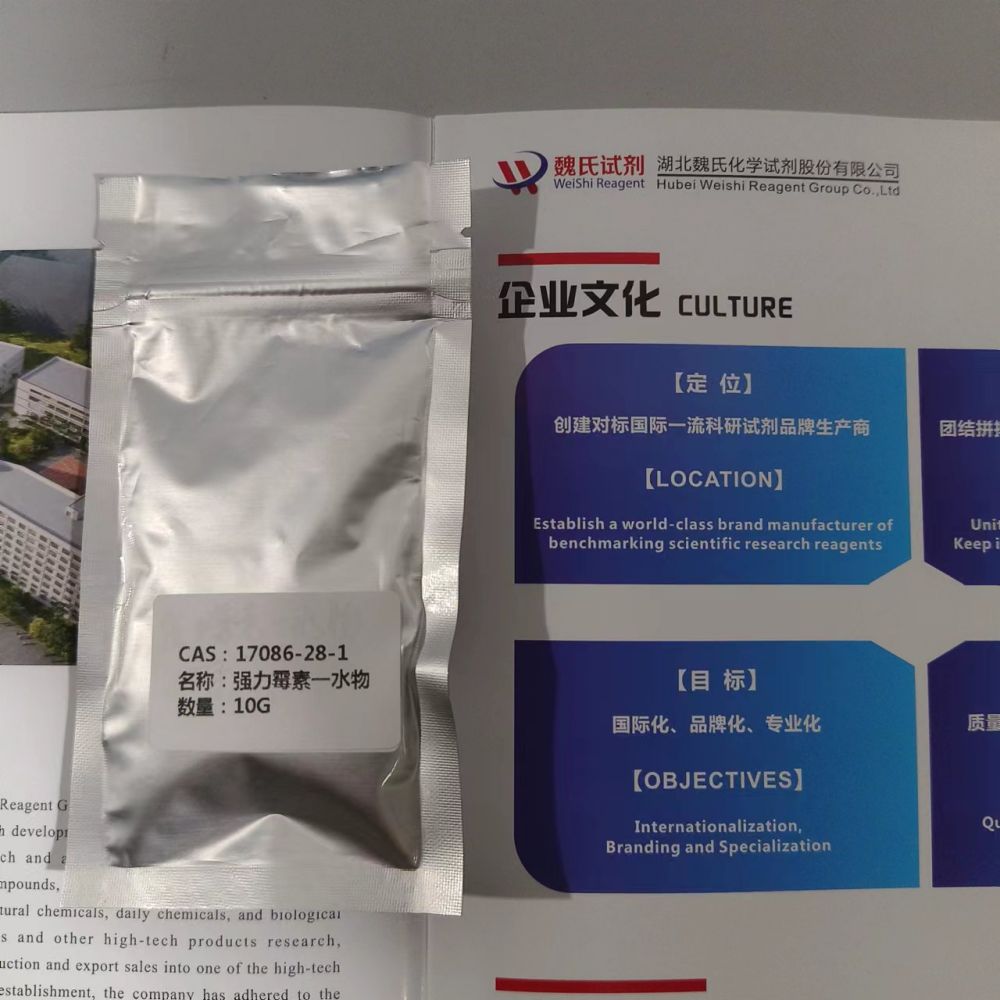 魏氏试剂
WeiShi Reagent
湖北魏氏化学试剂股份有限公司
Hubei Weishi Reagent Group Co.,Ltd
企业文化 CULTURE
【定 位】
创建对标国际一流科研试剂品牌生产商
【LOCATION】
Establish a world-class brand manufacturer of
benchmarking scientific research reagents
团结拼
Keep
【目 标】
国际化、品牌化、专业化
【OBJECTIVES】
Internationalization,
Branding and Specialization
质量
CAS：17086-28-1
名称：强力霉素一水物
数量：10G
Reagent G
ch and a
chemicals, daily chemicals, and biological
s and other high-tech products research,
uction and export sales into one of the high-tech
establishment, the company has adhered to the